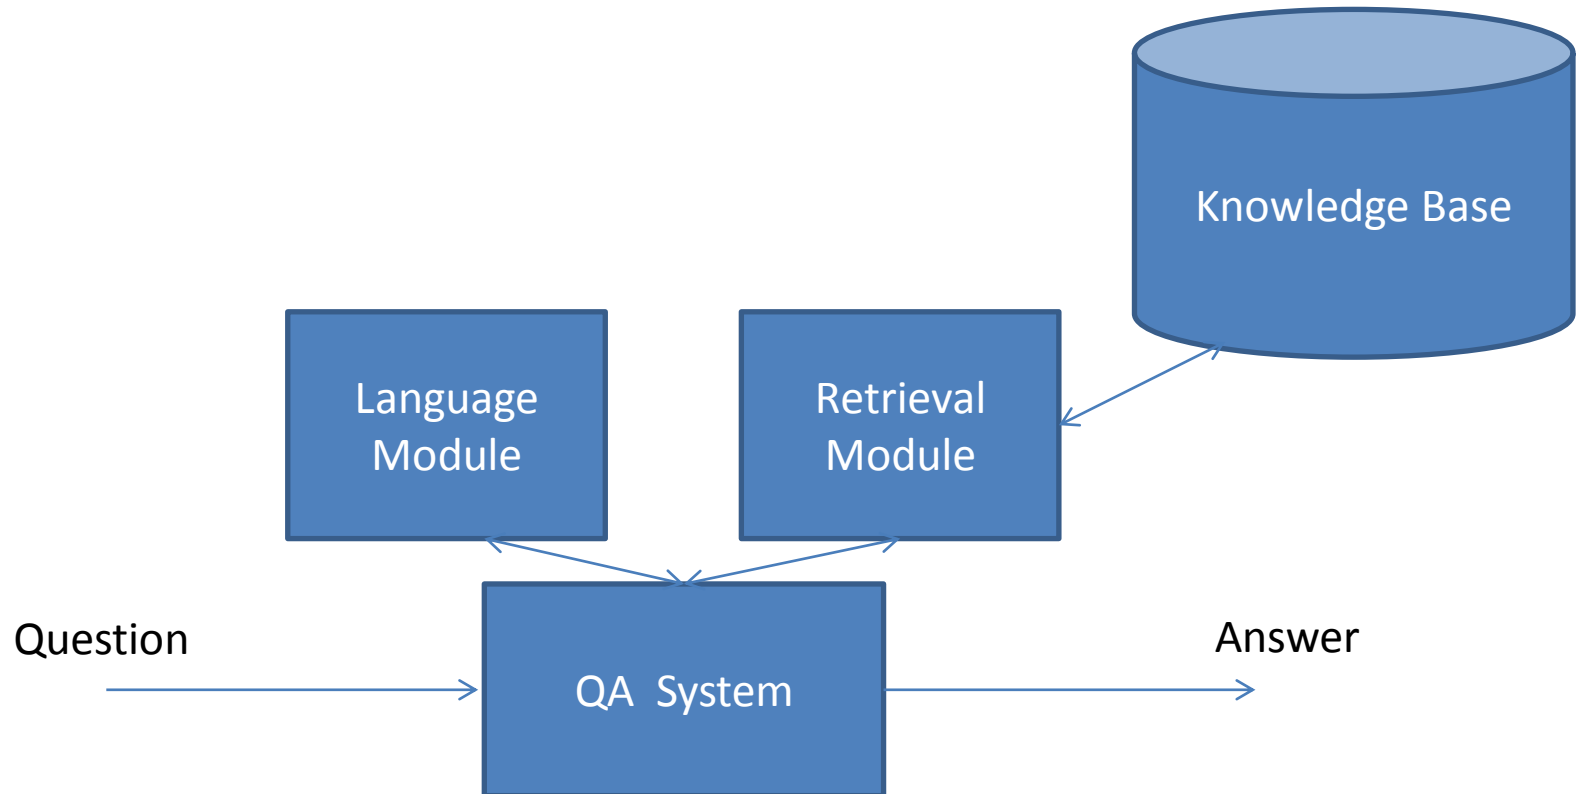 Knowledge Base
Language
Module
Retrieval
Module
Question
Answer
QA System